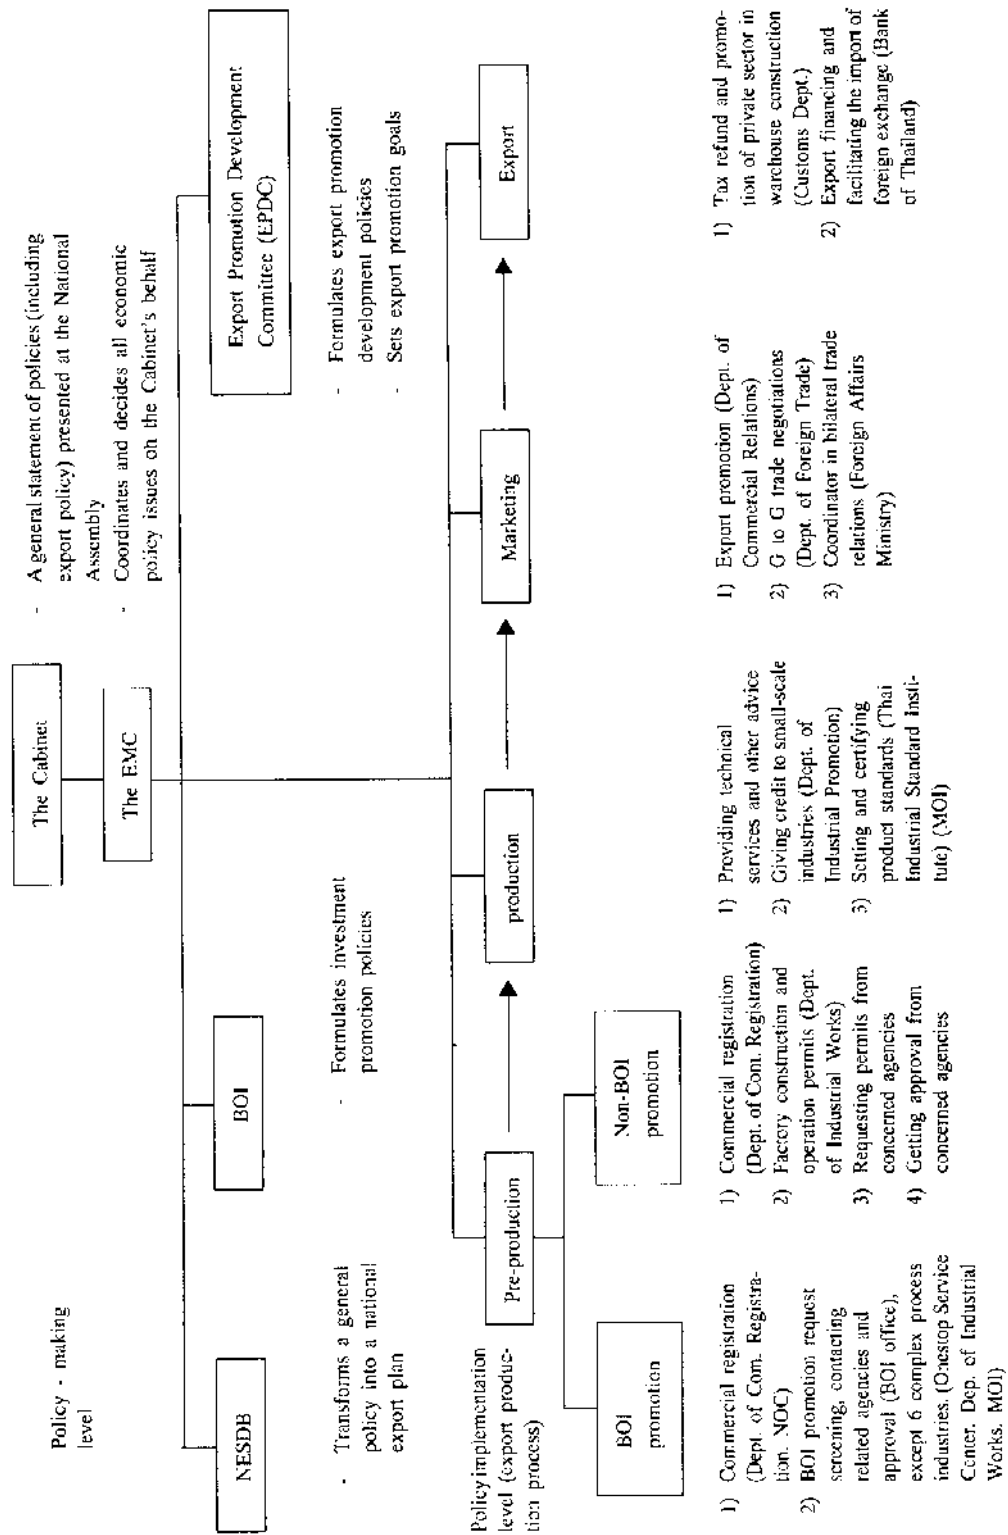 The Cabinet
- A general statement of policies (including
export policy) presented at the National
Assembly
The EMC
- Coordinates and decides all economic
policy issues on the Cabinet's behalf
Policy - making
level
NESDB
BOI
Export Promotion Development
Committee (EPDC)
- Transforms a general
policy into a national
export plan
- Formulates investment
promotion policies
- Formulates export promotion
development policies
- Sets export promotion goals
Policy implementation
level (export produc-
tion process)
Pre-production
production
Marketing
Export
BOI
promotion
Non-BOI
promotion
1) Commercial registration
(Dept. of Com. Registra-
tion. NOC)
2) BOI promotion request
screening, contacting
related agencies and
approval (BOI office),
except 6 complex process
industries. (Onestop Service
Center. Dep. of Industrial
Works. MOI)
1) Commercial registration
(Dept. of Com. Registration)
2) Factory construction and
operation permits (Dept.
of Industrial Works)
3) Requesting permits from
concerned agencies
4) Getting approval from
concerned agencies
1) Providing technical
services and other advice
2) Giving credit to small-scale
industries (Dept. of
Industrial Promotion)
3) Setting and certifying
product standards (Thai
Industrial Standard Insti-
tute) (MOI)
1) Export promotion (Dept. of
Commercial Relations)
2) G to G trade negotiations
(Dept. of Foreign Trade)
3) Coordinator in bilateral trade
relations (Foreign Affairs
Ministry)
1) Tax refund and promo-
tion of private sector in
warehouse construction
(Customs Dept.)
2) Export financing and
facilitating the import of
foreign exchange (Bank
of Thailand)